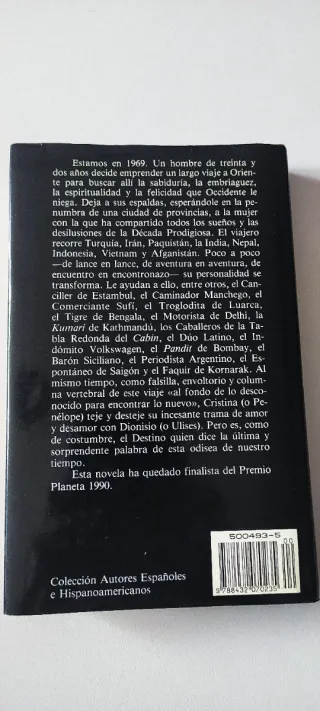 Estamos en 1969. Un hombre de treinta y
dos años decide emprender un largo viaje a Orien-
te para buscar allí la sabiduría, la embriaguez,
la espiritualidad y la felicidad que Occidente le
niega. Deja a sus espaldas, esperándole en la pe-
numbra de una ciudad de provincias, a la mujer
con la que ha compartido todos los sueños y las
desilusiones de la Década Prodigiosa. El viajero
recorre Turquía, Irán, Paquistán, la India, Nepal,
Indonesia, Vietnam y Afganistán. Poco a poco
—de lance en lance, de aventura en aventura, de
encuentro en encontronazo— su personalidad se
transforma. Le ayudan a ello, entre otros, el Can-
ciller de Estambul, el Caminador Manchego, el
Comerciante Sufí, el Troglodita de Luarca,
el Tigre de Bengala, el Motorista de Delhi, la
Kumari de Kathmandú, los Caballeros de la Ta-
bla Redonda del Cabin, el Dúo Latino, el In-
dómito Volkswagen, el Pandit de Bombay, el
Barón Siciliano, el Periodista Argentino, el Es-
pontáneo de Saigón y el Faquir de Kornarak. Al
mismo tiempo, como falsilla, envoltorio y colum-
na vertebral de este viaje «al fondo de lo desco-
nocido para encontrar lo nuevo», Cristina (o Pe-
nélope) teje y desteje su incesante trama de amor
y desamor con Dionisio (o Ulises). Pero es, como
de costumbre, el Destino quien dice la última y
sorprendente palabra de esta odisea de nuestro
tiempo.
Esta novela ha quedado finalista del Premio
Planeta 1990.
500493-5
00
9 788432 070235
Colección Autores Españoles
e Hispanoamericanos